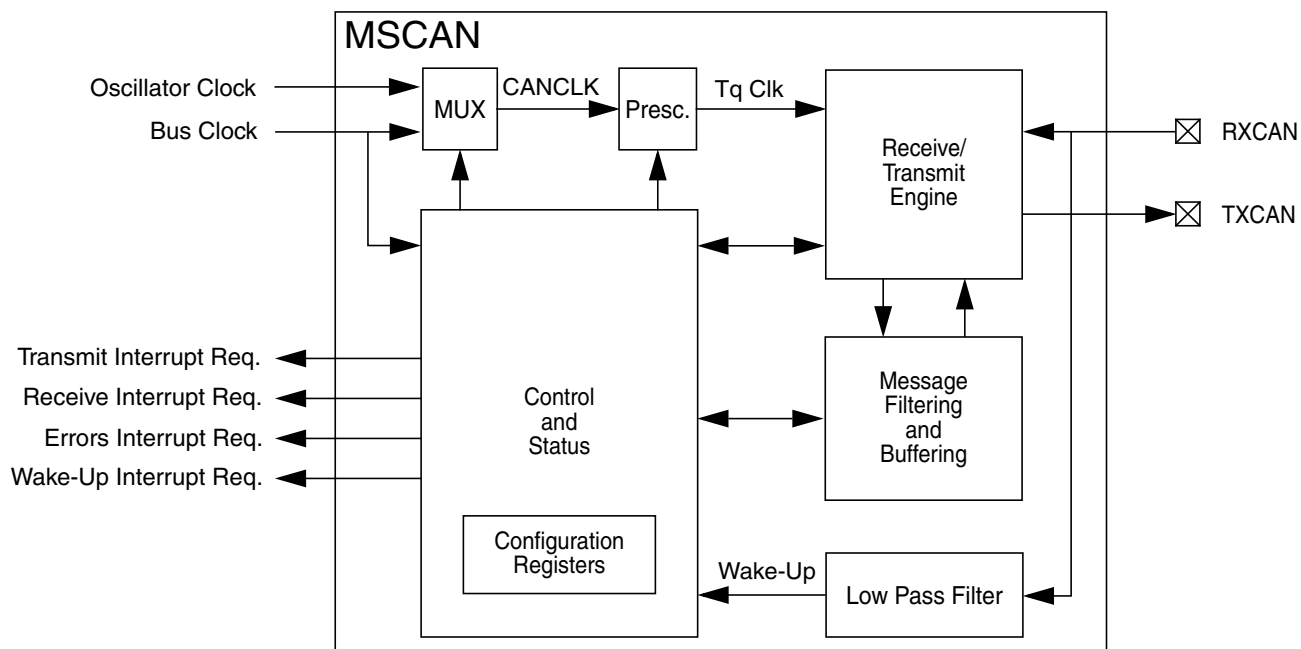 MSCAN
Oscillator Clock
Bus Clock
MUX
CANCLK
Presc.
Tq Clk
Receive/
Transmit
Engine
RXCAN
TXCAN
Transmit Interrupt Req.
Receive Interrupt Req.
Errors Interrupt Req.
Wake-Up Interrupt Req.
Control
and
Status
Message
Filtering
and
Buffering
Configuration
Registers
Wake-Up
Low Pass Filter